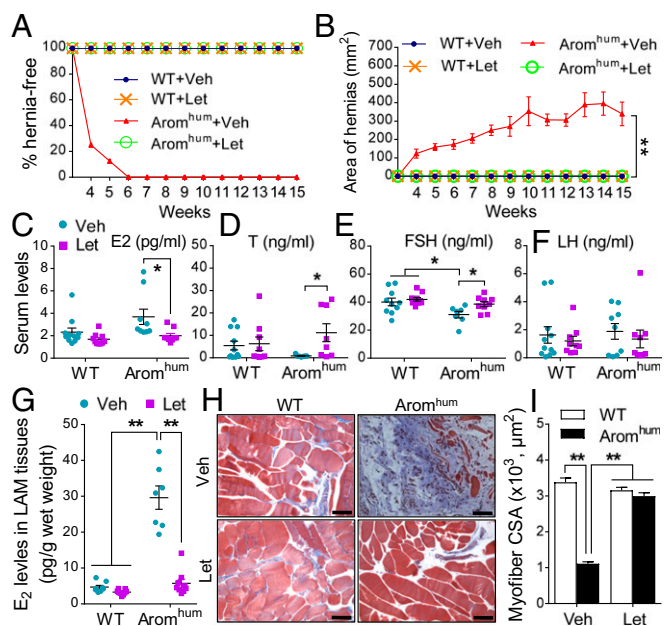 A
% hernia-free
100
80
60
40
20
0
WT+Veh
WT+Let
Arom^hum+Veh
Arom^hum+Let
4 5 6 7 8 9 10 11 12 13 14 15
Weeks
B
Area of hernias (mm²)
700
600
500
400
300
200
100
0
WT+Veh
WT+Let
Arom^hum+Veh
Arom^hum+Let
**
4 5 6 7 8 9 10 11 12 13 14 15
Weeks
C
Veh
Let
E2 (pg/ml)
Serum levels
10
8
6
4
2
0
*
WT Arom^hum
D
T (ng/ml)
50
40
30
20
10
0
*
WT Arom^hum
E
FSH (ng/ml)
80
60
40
20
0
* *
WT Arom^hum
F
LH (ng/ml)
8
6
4
2
0
WT Arom^hum
G
Veh
Let
E₂ levles in LAM tissues
(pg/g wet weight)
50
40
30
20
10
0
** **
WT Arom^hum
H
WT Arom^hum
Veh
Let
I
WT
Arom^hum
Myofiber CSA (x10³, µm²)
5
4
3
2
1
0
** **
Veh Let